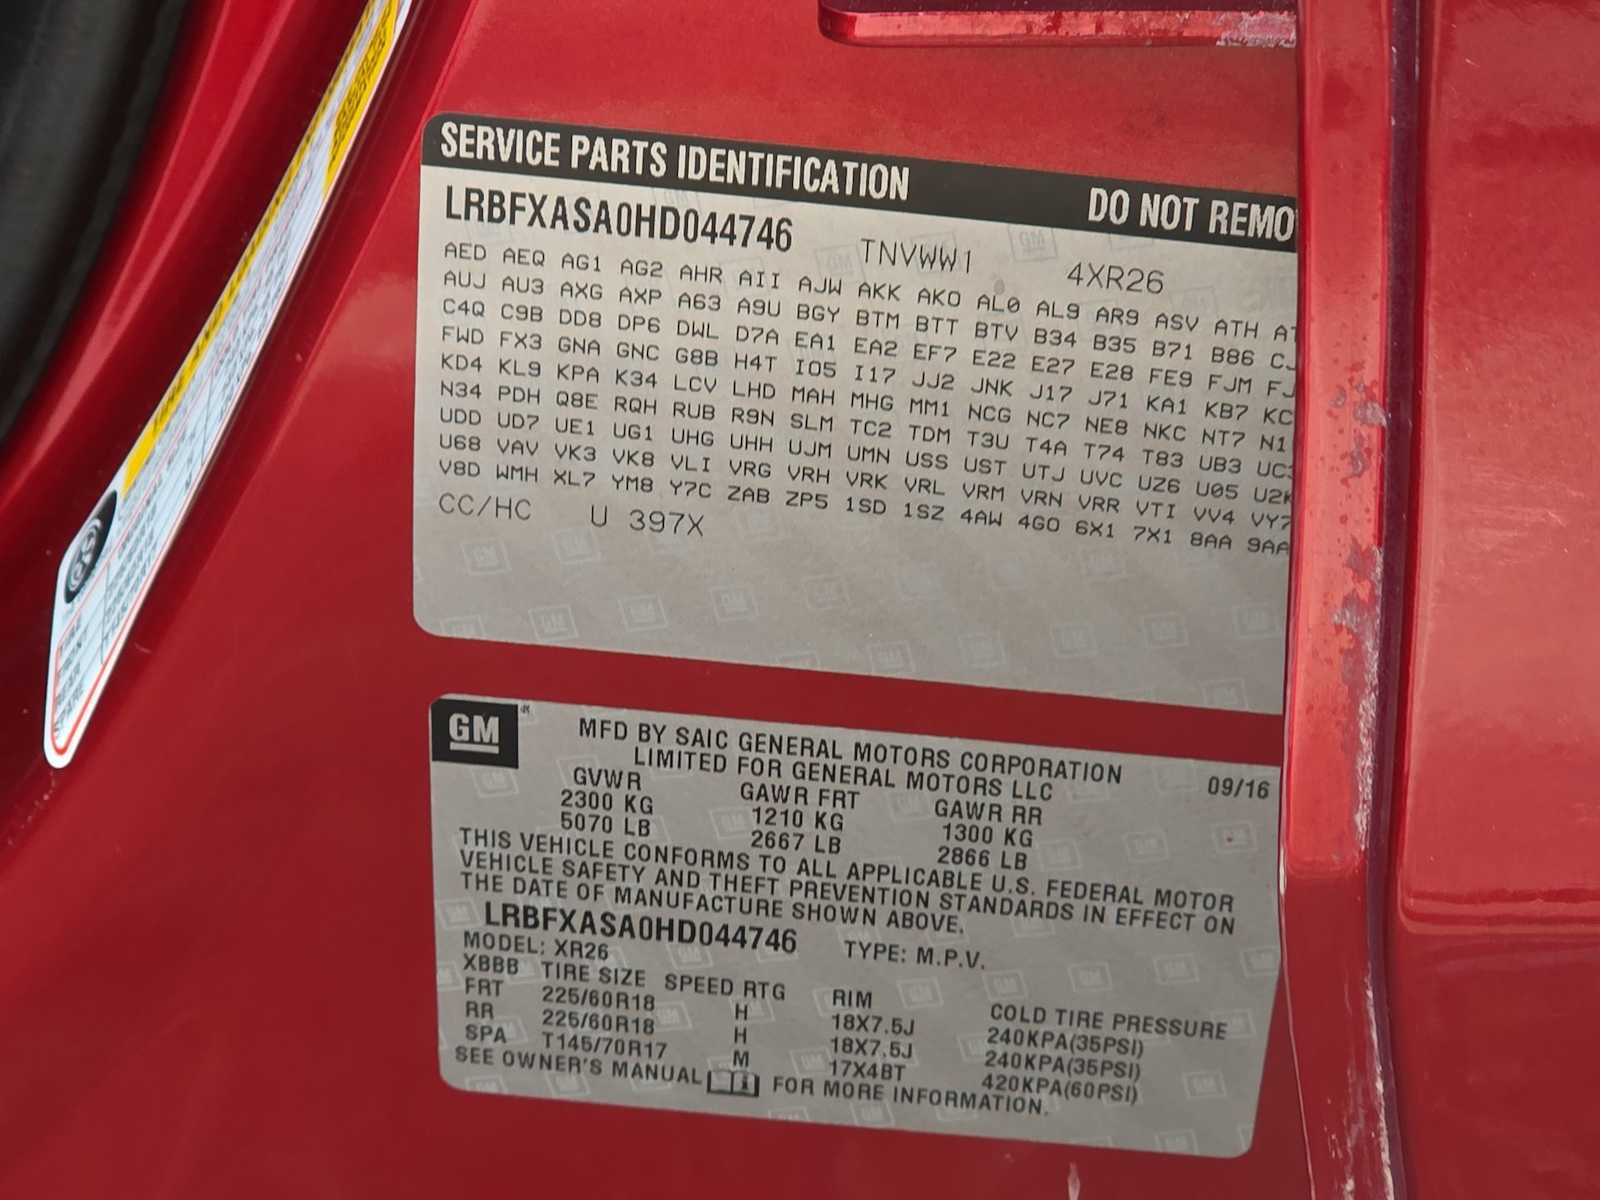 SERVICE PARTS IDENTIFICATION DO NOT REMO
LRBFXASA0HD044746 TNVWW1 4XR26
AED AEQ AG1 AG2 AHR AII AJW AKK AKO AL0 AL9 AR9 ASV ATH
AUJ AU3 AXG AXP A63 A9U BGY BTM BTT BTV B34 B35 B71 B86
C4Q C9B DD8 DP6 DWL D7A EA1 EA2 EF7 E22 E27 E28 FE9 FJM
FWD FX3 GNA GNC G8B H4T I05 I17 JJ2 JNK J17 J71 KA1 KB7 KC
KD4 KL9 KPA K34 LCV LHD MAH MHG MM1 NCG NC7 NE8 NKC NT7 N1
N34 PDH Q8E RQH RUB R9N SLM TC2 TDM T3U T4A T74 T83 UB3
UDD UD7 UE1 UG1 UHG UHH UJM UMN USS UST UTJ UVC UZ6 U05
U68 VAV VK3 VK8 VLI VRG VRH VRK VRL VRM VRN VRR VTI VV4 VY7
V8D WMH XL7 YM8 Y7C ZAB ZP5 1SD 1SZ 4AW 4GO 6X1 7X1 8AA 9AA
CC/HC U 397X
GM
MFD BY SAIC GENERAL MOTORS CORPORATION
LIMITED FOR GENERAL MOTORS LLC 09/16
GVWR GAWR FRT GAWR RR
2300 KG 1210 KG 1300 KG
5070 LB 2667 LB 2866 LB
THIS VEHICLE CONFORMS TO ALL APPLICABLE U.S. FEDERAL MOTOR
VEHICLE SAFETY AND THEFT PREVENTION STANDARDS IN EFFECT ON
THE DATE OF MANUFACTURE SHOWN ABOVE.
LRBFXASA0HD044746 TYPE: M.P.V.
MODEL: XR26
XBBB TIRE SIZE SPEED RTG RIM COLD TIRE PRESSURE
FRT 225/60R18 H 18X7.5J 240KPA(35PSI)
RR 225/60R18 H 18X7.5J 240KPA(35PSI)
SPA T145/70R17 M 17X4BT 420KPA(60PSI)
SEE OWNER'S MANUAL FOR MORE INFORMATION.